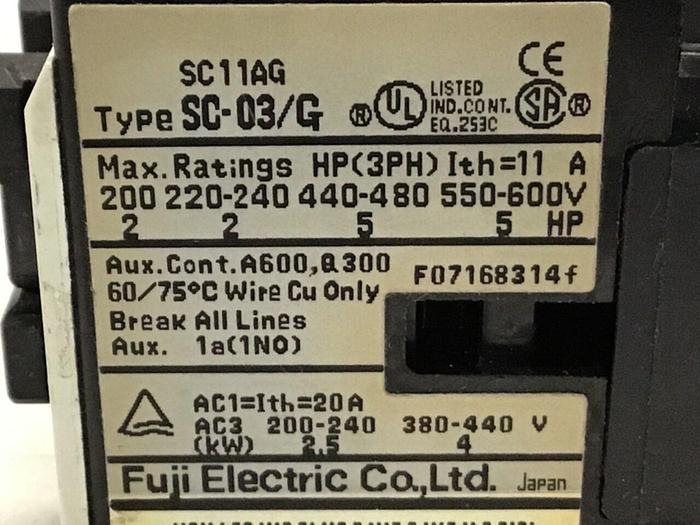 SC11AG
CE
Type SC-03/G ® UL LISTED IND.CONT. EQ.253C SA ®
Max.Ratings HP(3PH) Ith=11 A
200 220-240 440-480 550-600V
2 2 5 5 HP
Aux.Cont.A600,Q300
F07168314f
60/75°C Wire Cu Only
Break All Lines
Aux. 1a(1NO)
AC1=Ith=20A
AC3 200-240 380-440 V
(kW) 2.5 4
Fuji Electric Co.,Ltd. Japan